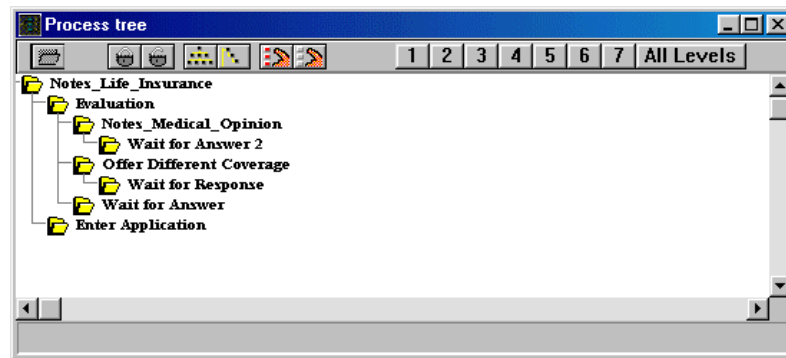 Process tree
1 2 3 4 5 6 7 All Levels
Notes_Life_Insurance
Evaluation
Notes_Medical_Opinion
Wait for Answer 2
Offer Different Coverage
Wait for Response
Wait for Answer
Enter Application